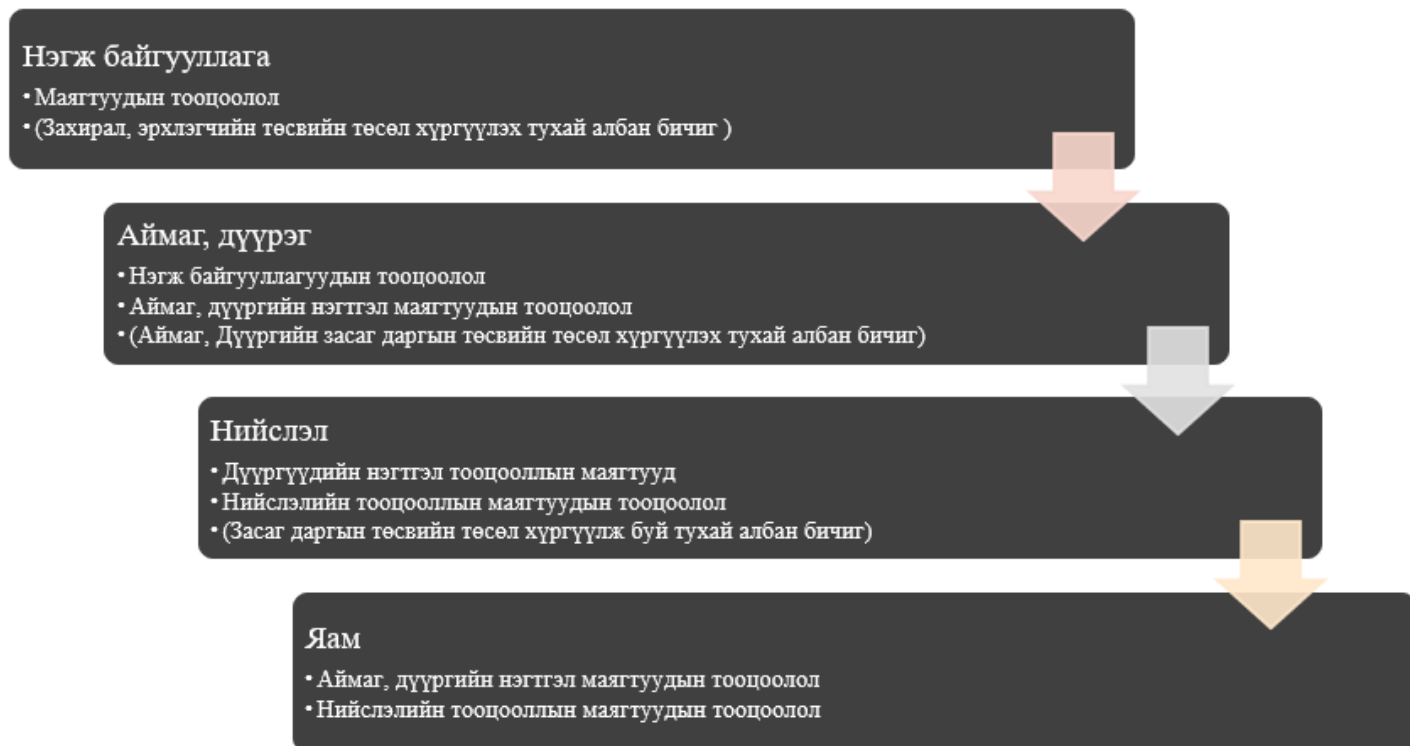 Нэгж байгууллага
• Маягтуудын тооцоолол
• (Захирал, эрхлэгчийн төсвийн төсөл хүргүүлэх тухай албан бичиг )
Аймаг, дүүрэг
• Нэгж байгууллагуудын тооцоолол
• Аймаг, дүүргийн нэгтгэл маягтуудын тооцоолол
• (Аймаг, Дүүргийн засаг даргын төсвийн төсөл хүргүүлэх тухай албан бичиг)
Нийслэл
• Дүүргүүдийн нэгтгэл тооцооллын маягтууд
• Нийслэлийн тооцооллын маягтуудын тооцоолол
• (Засаг даргын төсвийн төсөл хүргүүлж буй тухай албан бичиг)
Яам
• Аймаг, дүүргийн нэгтгэл маягтуудын тооцоолол
• Нийслэлийн тооцооллын маягтуудын тооцоолол